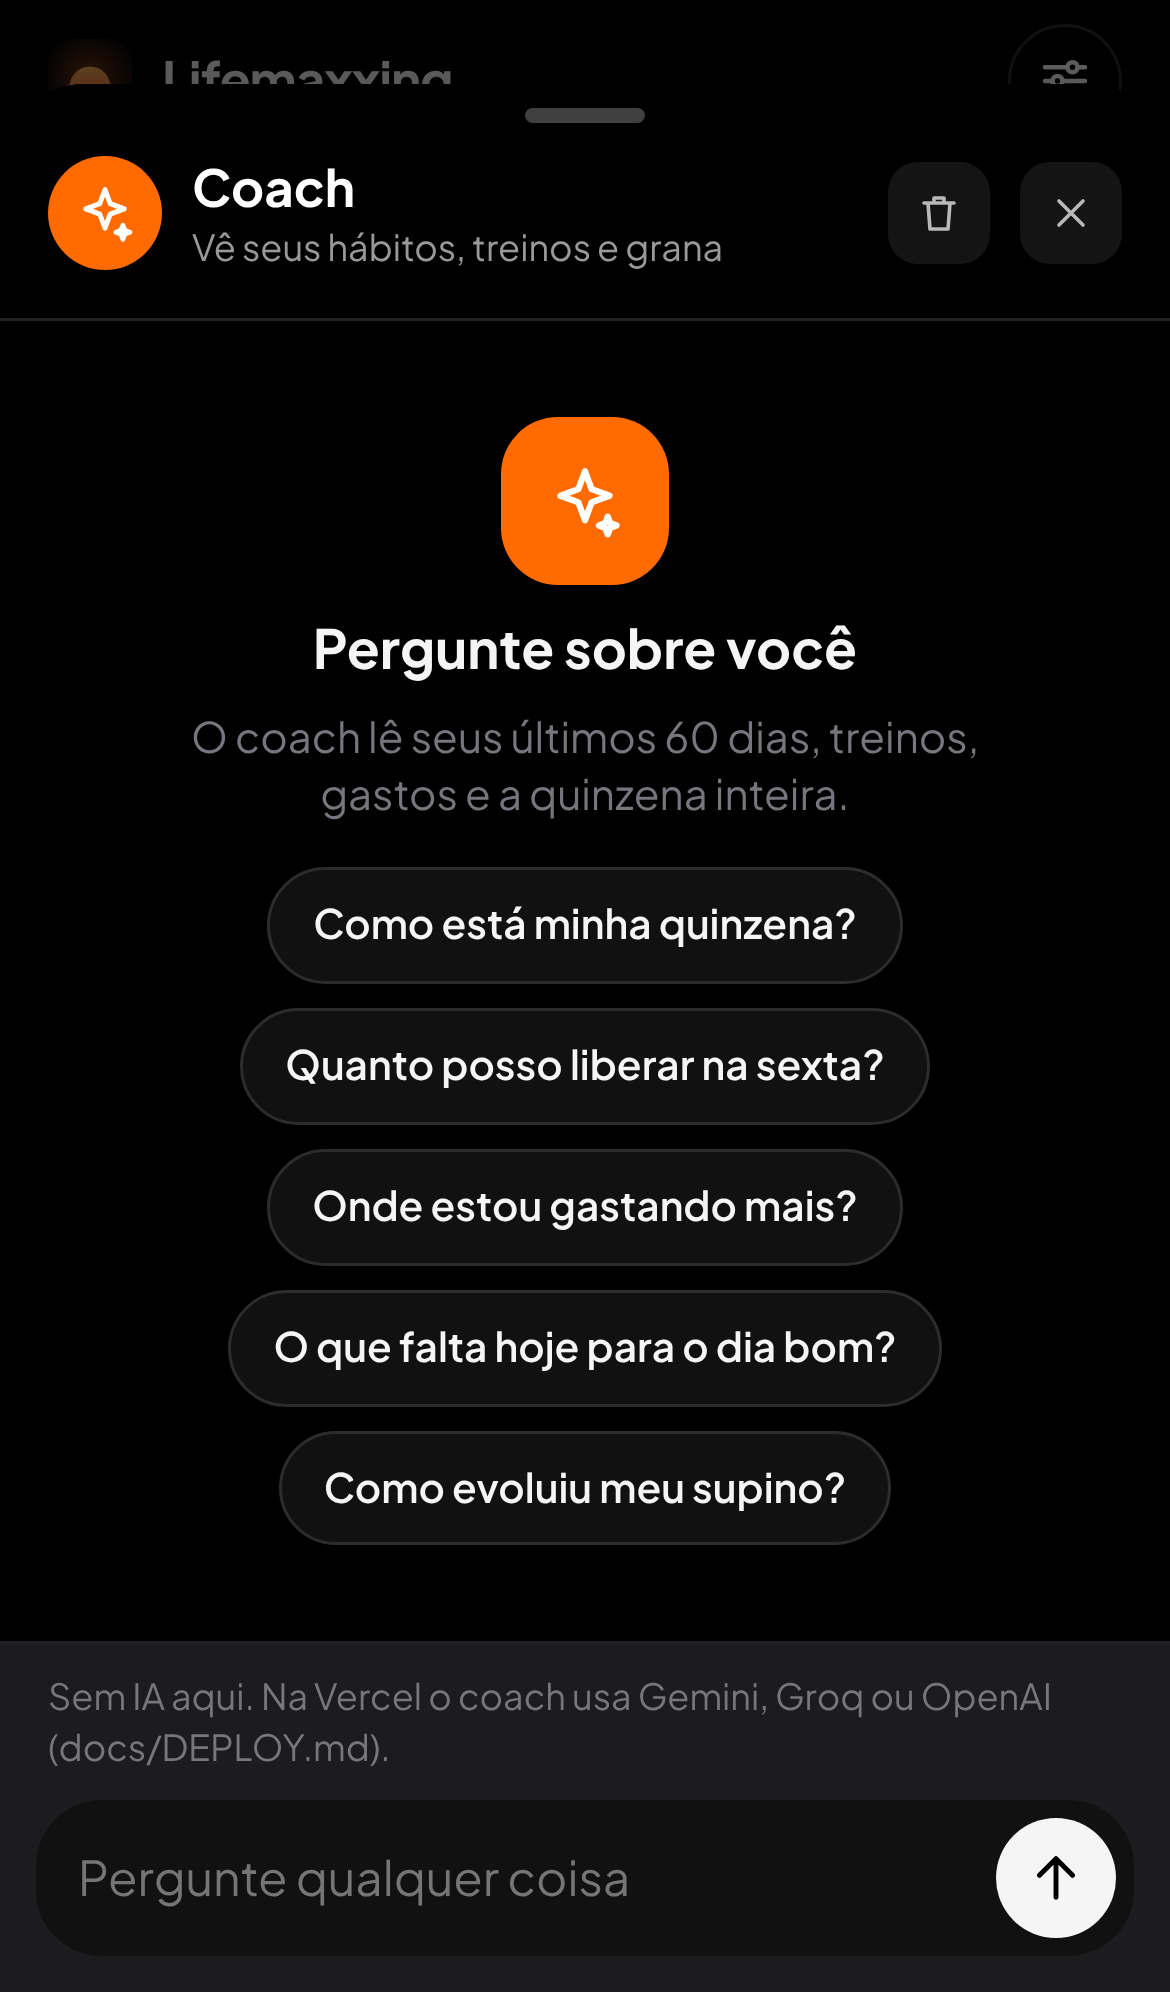 Lifemaxxing
Coach
Vê seus hábitos, treinos e grana
Pergunte sobre você
O coach lê seus últimos 60 dias, treinos,
gastos e a quinzena inteira.
Como está minha quinzena?
Quanto posso liberar na sexta?
Onde estou gastando mais?
O que falta hoje para o dia bom?
Como evoluiu meu supino?
Sem IA aqui. Na Vercel o coach usa Gemini, Groq ou OpenAI
(docs/DEPLOY.md).
Pergunte qualquer coisa